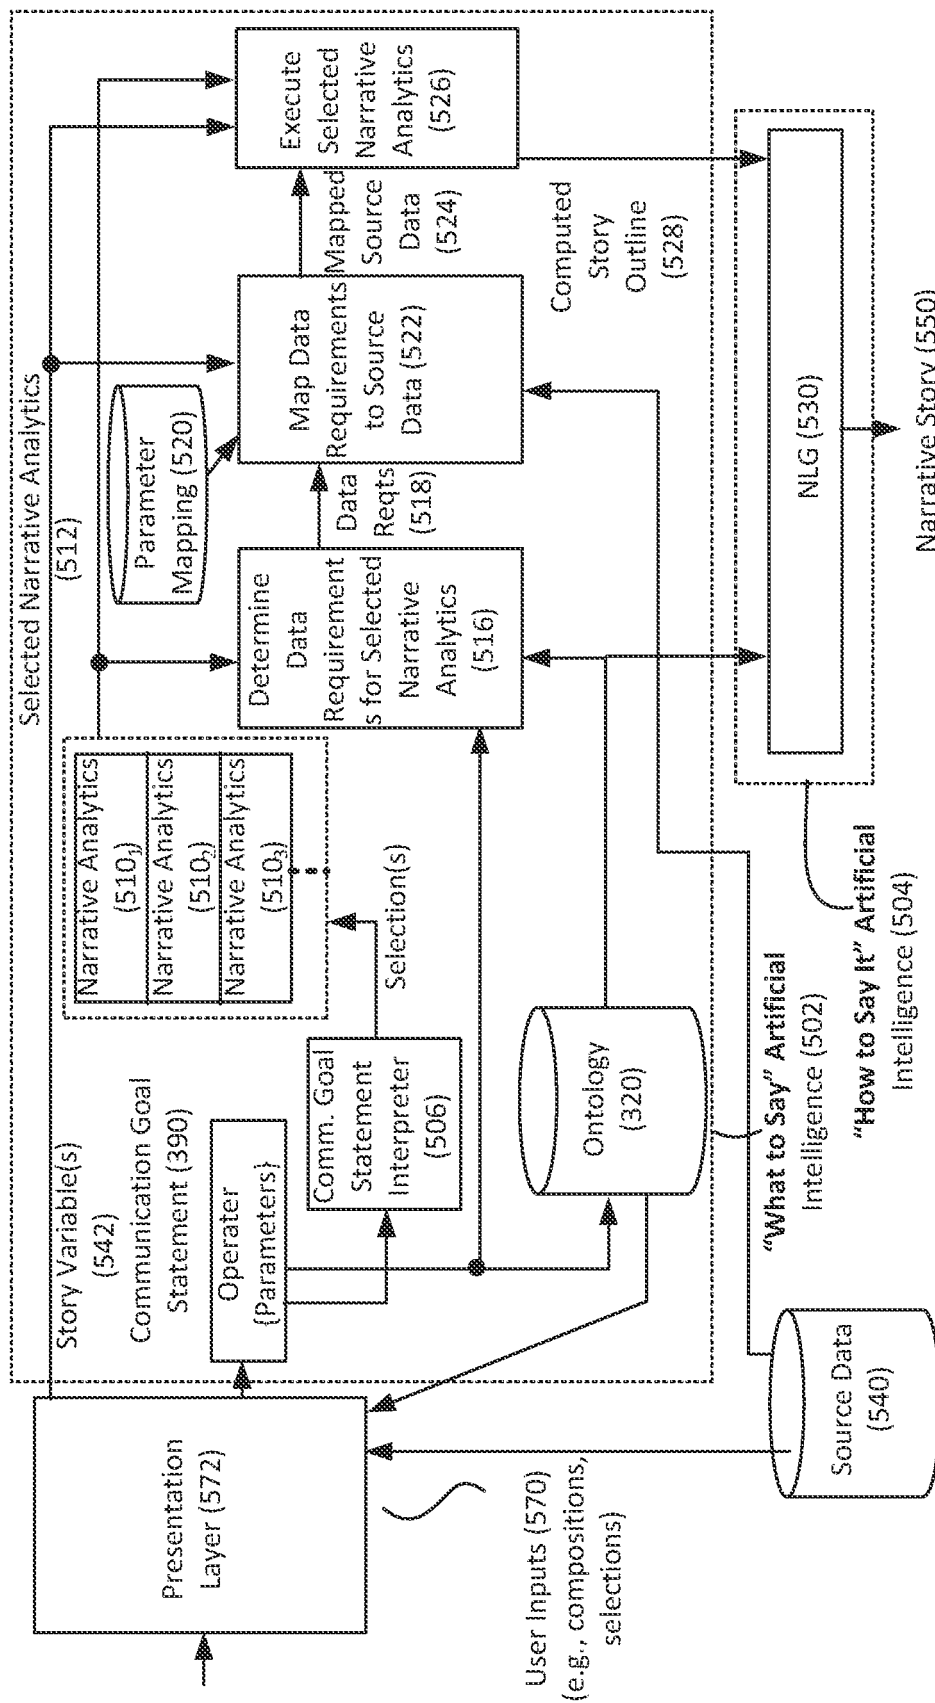 Presentation
Layer (572)
User Inputs (570)
(e.g., compositions,
selections)
Source Data
(540)
Story Variable(s)
(542)
Communication Goal
Statement (390)
Operater
(Parameters)
Comm. Goal
Statement
Interpreter
(506)
Selection(s)
Ontology
(320)
"What to Say" Artificial
Intelligence (502)
"How to Say It" Artificial
Intelligence (504)
Narrative Analytics
(510₁)
Narrative Analytics
(510₂)
Narrative Analytics
(510₃)
Selected Narrative Analytics
(512)
Determine
Data
Requirement
s for Selected
Narrative
Analytics
(516)
Data
Reqts
(518)
Parameter
Mapping (520)
Map Data
Requirements
to Source
Data (522)
Mapped
Source
Data
(524)
Execute
Selected
Narrative
Analytics
(526)
Computed
Story
Outline
(528)
NLG (530)
Narrative Story (550)